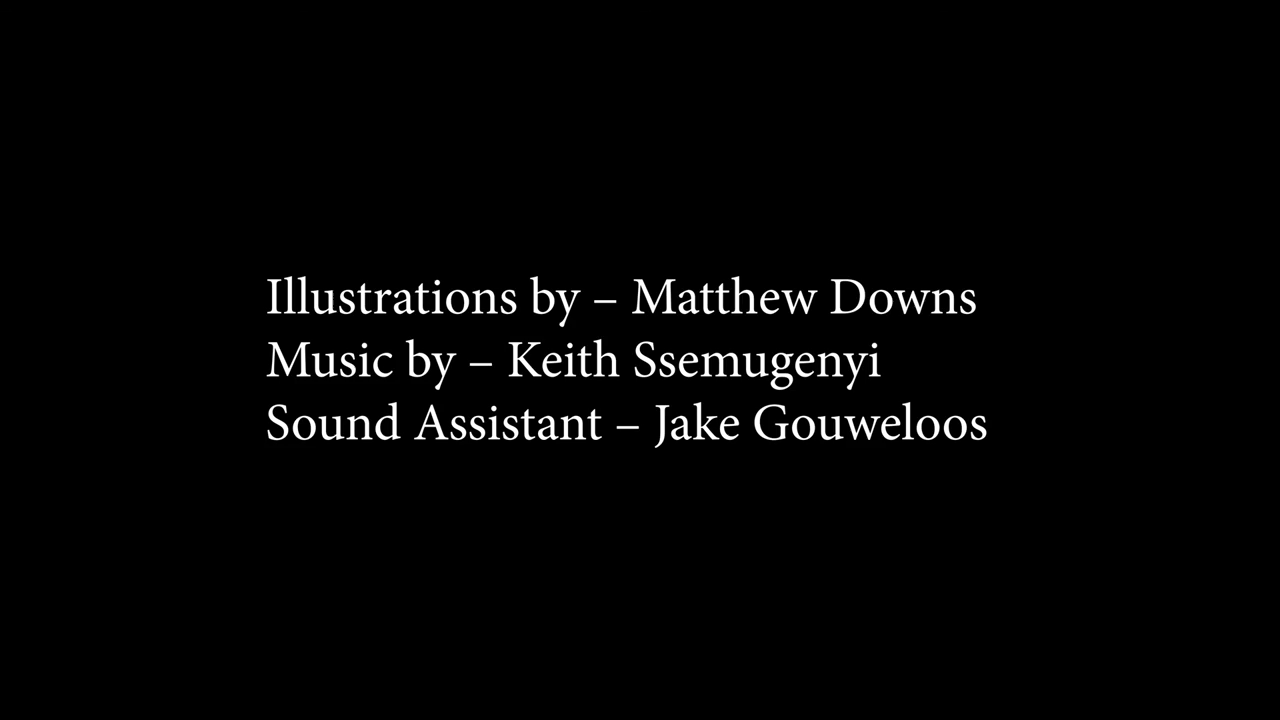 Illustrations by – Matthew Downs
Music by – Keith Ssemugenyi
Sound Assistant – Jake Gouweloos